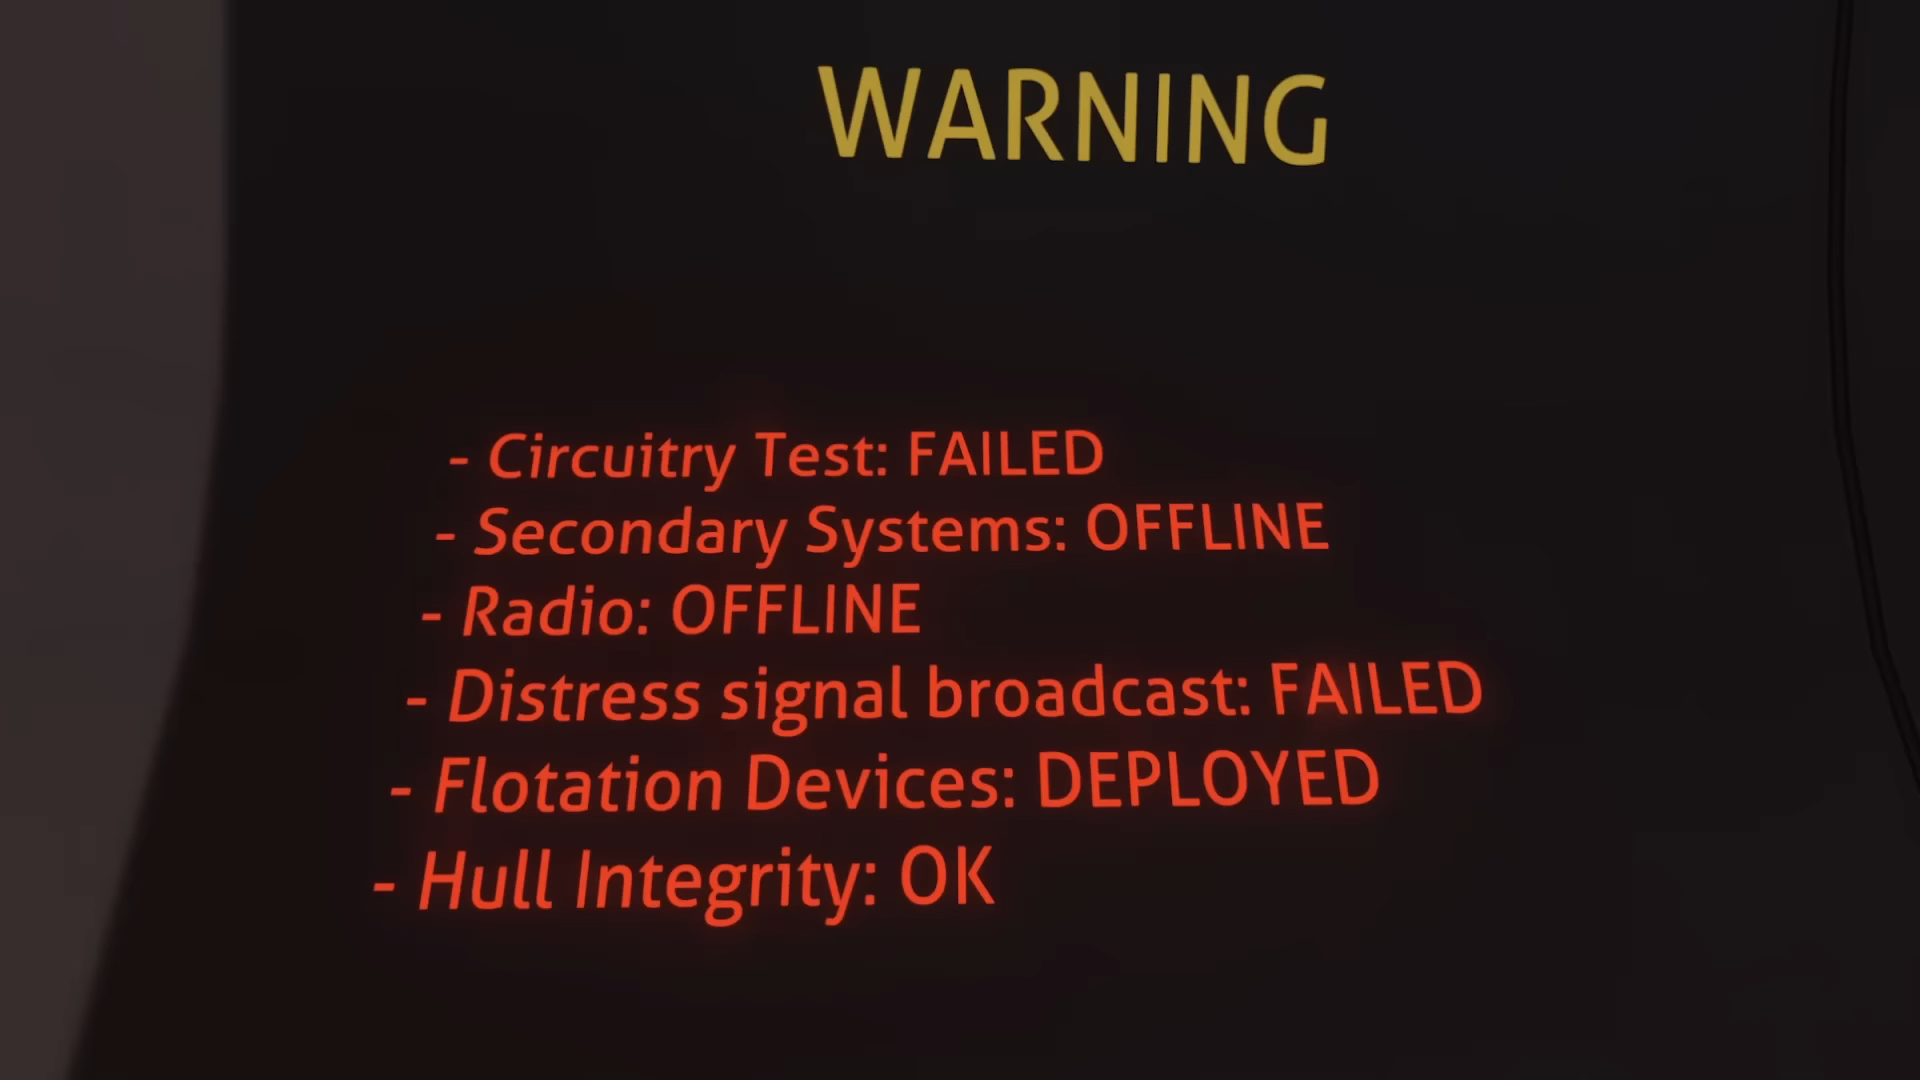 WARNING
- Circuitry Test: FAILED
- Secondary Systems: OFFLINE
- Radio: OFFLINE
- Distress signal broadcast: FAILED
- Flotation Devices: DEPLOYED
- Hull Integrity: OK